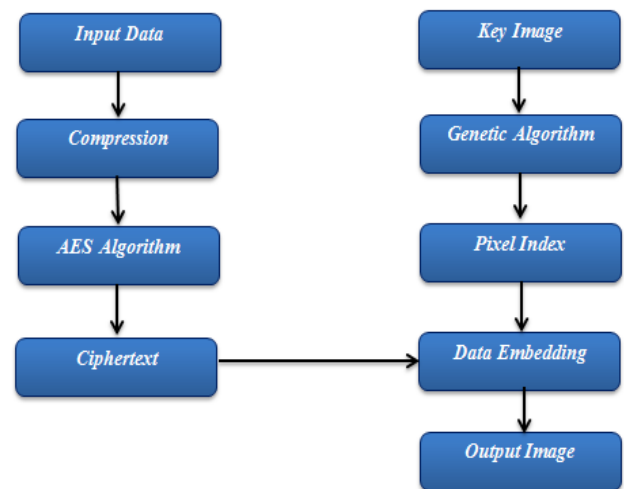 Input Data
Compression
AES Algorithm
Ciphertext
Key Image
Genetic Algorithm
Pixel Index
Data Embedding
Output Image